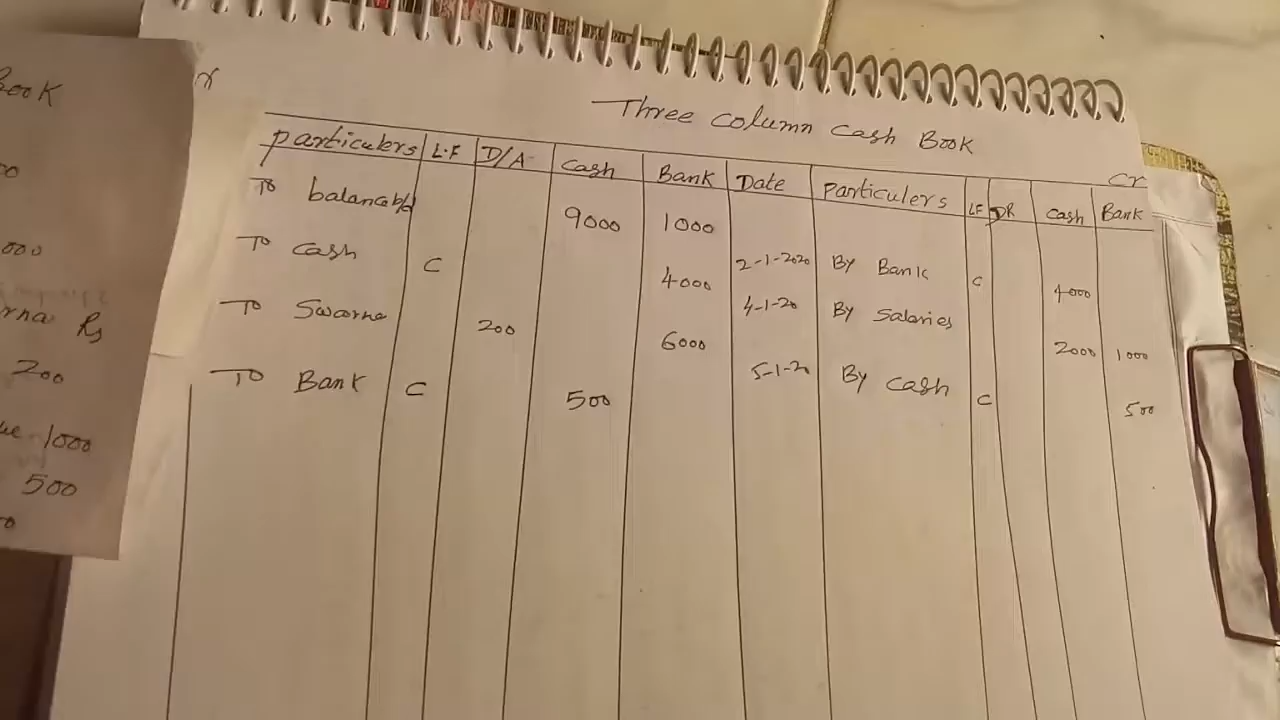 Book
000
rna Rs
200
1000
500
Three column Cash Book
Cr
particulers L.F D/A Cash Bank Date Particulers LF DR Cash Bank
To balance b/d 9000 1000
To Cash C 4000 2-1-2020 By Bank C 4000
To Swarna 200 6000 4-1-20 By Salaries 2000 1000
To Bank C 500 5-1-20 By Cash C 500